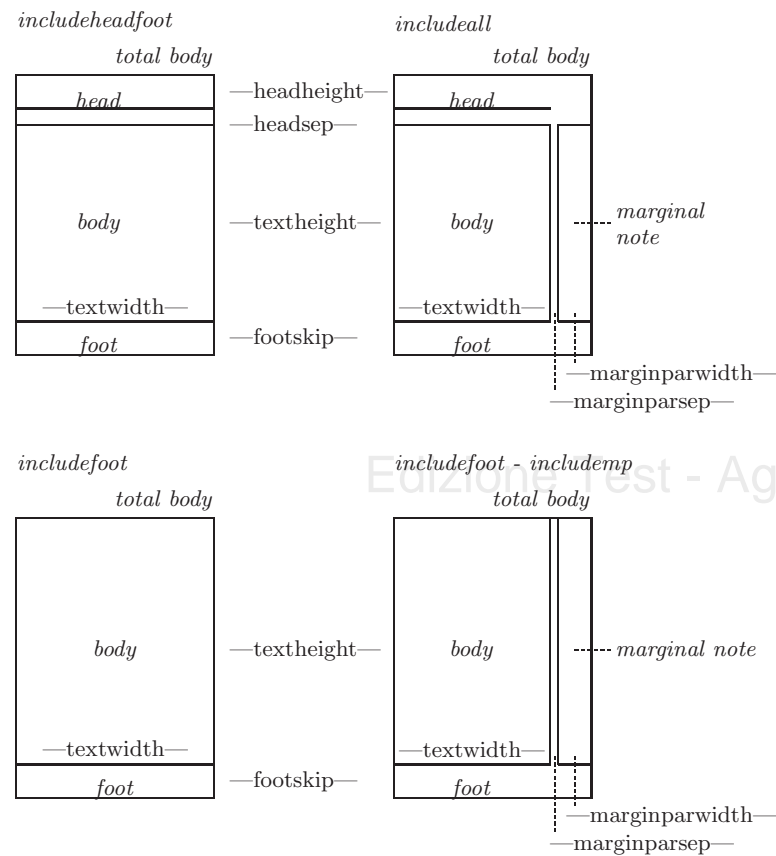 includeheadfoot
total body
head
body
—textwidth—
foot
—headheight—
—headsep—
—textheight—
—footskip—
includeall
total body
head
body
—textwidth—
foot
marginal
note
—marginparwidth—
—marginparsep—
includefoot
total body
body
—textwidth—
foot
—textheight—
—footskip—
includefoot - includemp
total body
body
—textwidth—
foot
marginal note
—marginparwidth—
—marginparsep—
Edizione Test - Ag